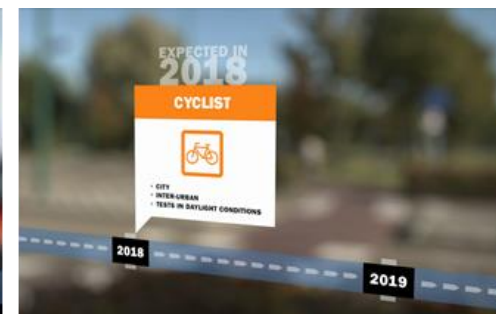 EXPECTED IN
2018
CYCLIST
• CITY
• INTER-URBAN
• TESTS IN DAYLIGHT CONDITIONS
2018
2019